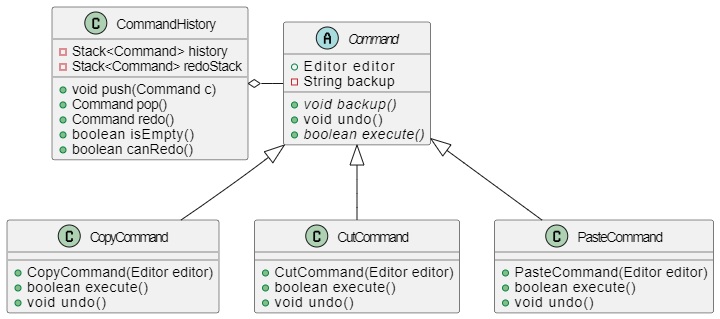 C CommandHistory
Stack<Command> history
Stack<Command> redoStack
void push(Command c)
Command pop()
Command redo()
boolean isEmpty()
boolean canRedo()
A Command
Editor editor
String backup
void backup()
void undo()
boolean execute()
C CopyCommand
CopyCommand(Editor editor)
boolean execute()
void undo()
C CutCommand
CutCommand(Editor editor)
boolean execute()
void undo()
C PasteCommand
PasteCommand(Editor editor)
boolean execute()
void undo()